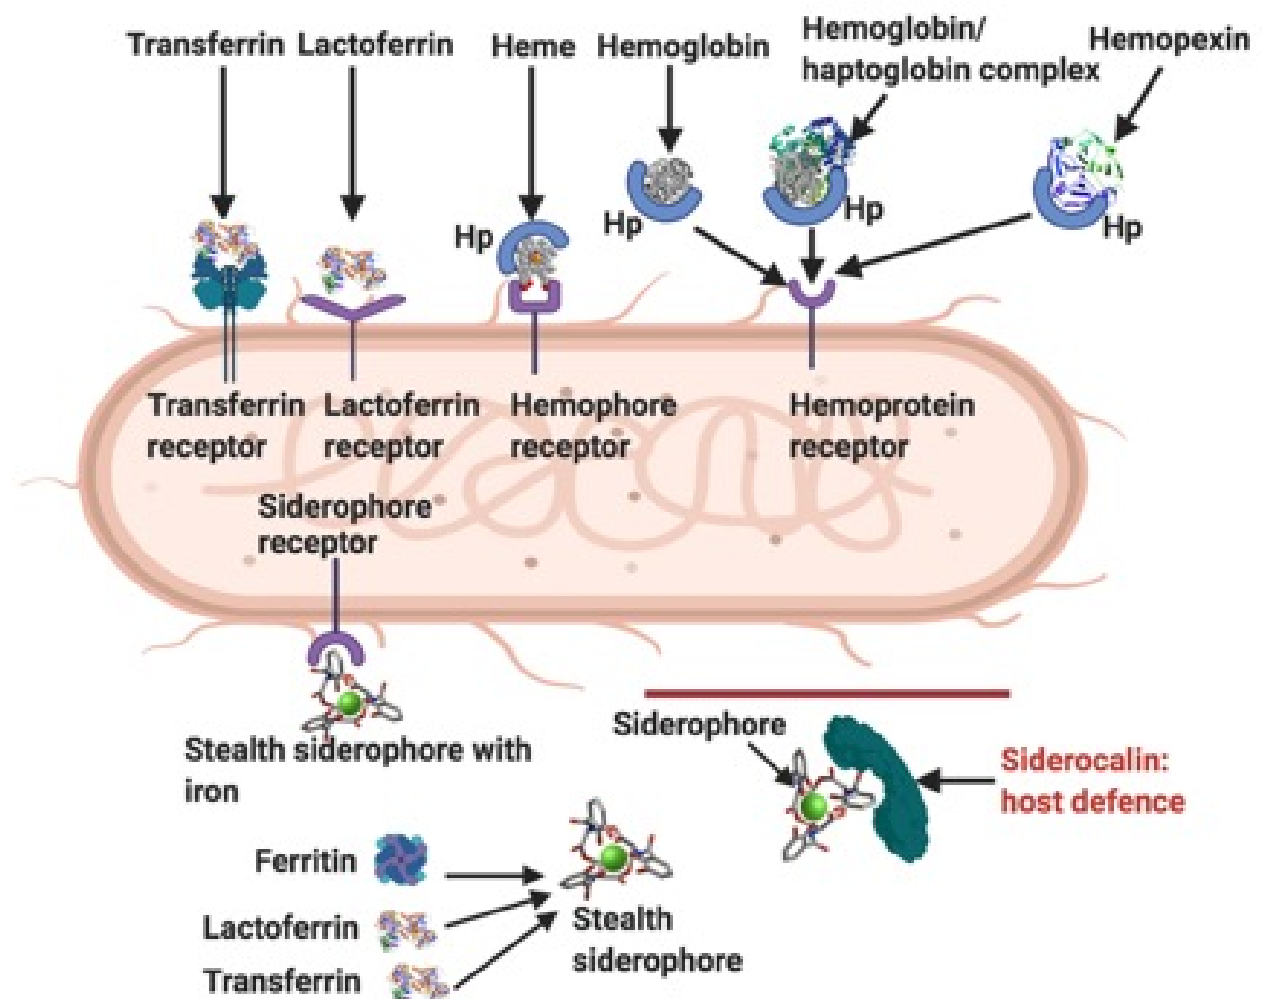 Transferrin
Lactoferrin
Heme
Hemoglobin
Hemoglobin/
haptoglobin complex
Hemopexin
Hp
Hp
Hp
Hp
Transferrin
receptor
Lactoferrin
receptor
Hemophore
receptor
Hemoprotein
receptor
Siderophore
receptor
Stealth siderophore with
iron
Siderophore
Siderocalin:
host defence
Ferritin
Lactoferrin
Transferrin
Stealth
siderophore